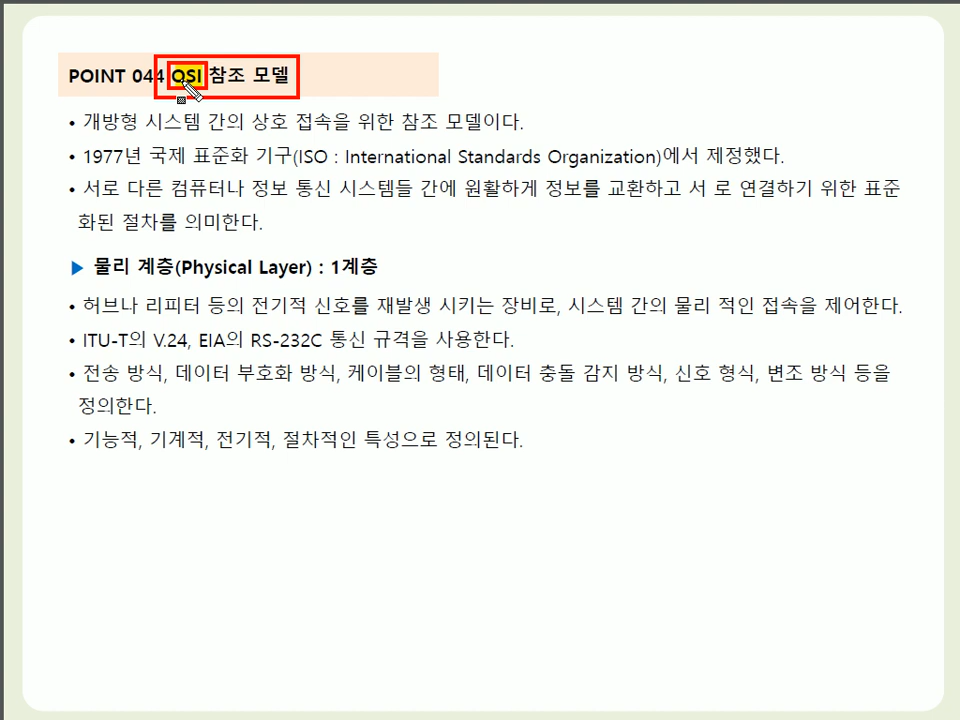 POINT 044 OSI 참조 모델
• 개방형 시스템 간의 상호 접속을 위한 참조 모델이다.
• 1977년 국제 표준화 기구(ISO : International Standards Organization)에서 제정했다.
• 서로 다른 컴퓨터나 정보 통신 시스템들 간에 원활하게 정보를 교환하고 서 로 연결하기 위한 표준
화된 절차를 의미한다.
▶ 물리 계층(Physical Layer) : 1계층
• 허브나 리피터 등의 전기적 신호를 재발생 시키는 장비로, 시스템 간의 물리 적인 접속을 제어한다.
• ITU-T의 V.24, EIA의 RS-232C 통신 규격을 사용한다.
• 전송 방식, 데이터 부호화 방식, 케이블의 형태, 데이터 충돌 감지 방식, 신호 형식, 변조 방식 등을
정의한다.
• 기능적, 기계적, 전기적, 절차적인 특성으로 정의된다.